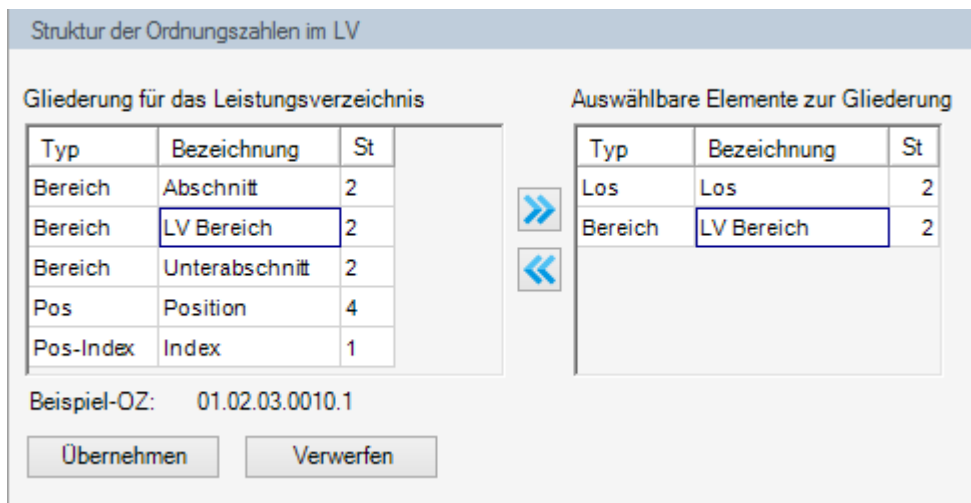 Struktur der Ordnungszahlen im LV
Gliederung für das Leistungsverzeichnis
Typ Bezeichnung St
Bereich Abschnitt 2
Bereich LV Bereich 2
Bereich Unterabschnitt 2
Pos Position 4
Pos-Index Index 1
Auswählbare Elemente zur Gliederung
Typ Bezeichnung St
Los Los 2
Bereich LV Bereich 2
Beispiel-OZ: 01.02.03.0010.1
Übernehmen Verwerfen